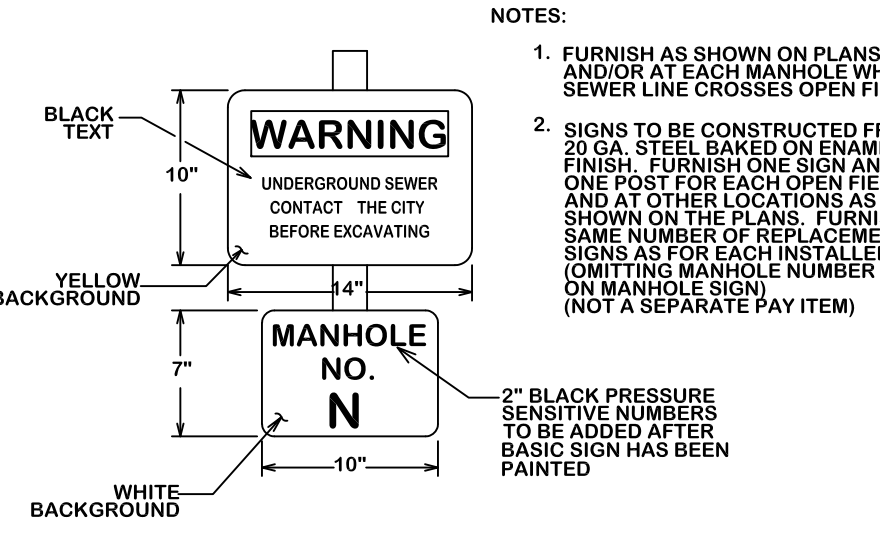 NOTES:
1. FURNISH AS SHOWN ON PLANS
AND/OR AT EACH MANHOLE
SEWER LINE CROSSES OPEN
2. SIGNS TO BE CONSTRUCTED
20 GA. STEEL BAKED ON
FINISH. FURNISH ONE SIGN
ONE POST FOR EACH OPEN
AND AT OTHER LOCATIONS AS
SHOWN ON THE PLANS.
SAME NUMBER OF
SIGNS AS FOR EACH
(OMITTING MANHOLE NUMBER
ON MANHOLE SIGN)
(NOT A SEPARATE PAY ITEM)
BLACK
TEXT
10"
WARNING
UNDERGROUND SEWER
CONTACT THE CITY
BEFORE EXCAVATING
YELLOW
BACKGROUND
14"
7"
MANHOLE
NO.
N
10"
2" BLACK PRESSURE
SENSITIVE NUMBERS
TO BE ADDED AFTER
BASIC SIGN HAS BEEN
PAINTED
WHITE
BACKGROUND